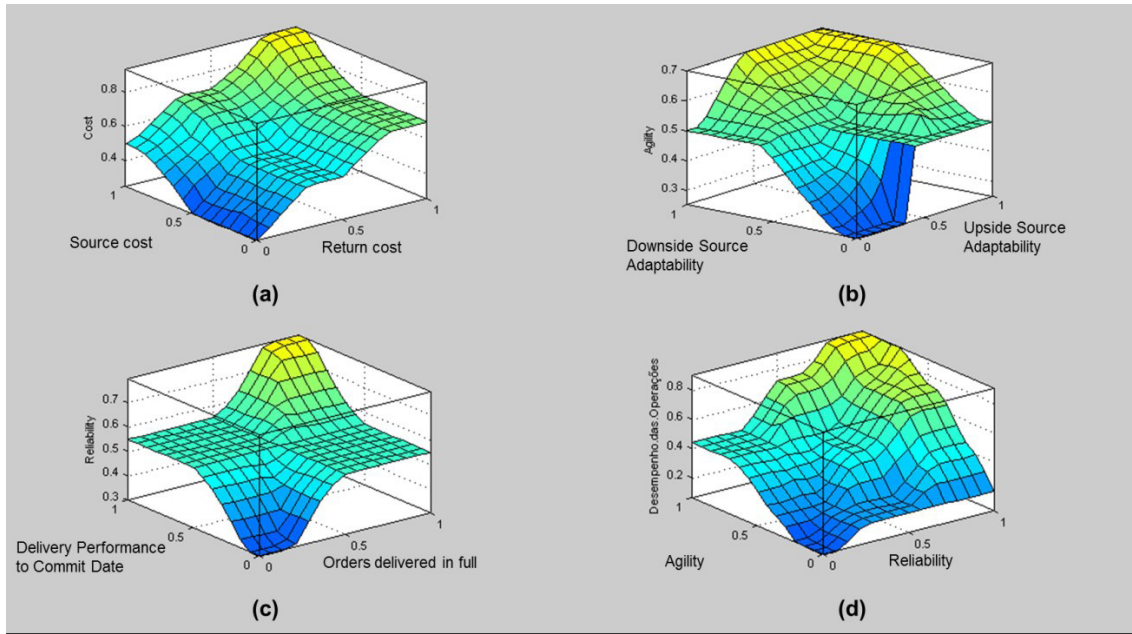 0.8
0.6
0.4
Cost
1
0.5
0
0
0.5
1
Source cost
Return cost
(a)
0.7
0.6
0.5
0.4
0.3
Agility
1
0.5
0
0
0.5
1
Downside Source
Adaptability
Upside Source
Adaptability
(b)
0.7
0.6
0.5
0.4
0.3
Reliability
1
0.5
0
0
0.5
1
Delivery Performance
to Commit Date
Orders delivered in full
(c)
0.8
0.6
0.4
0.2
Desempenho.das.Operações
1
0.5
0
0
0.5
1
Agility
Reliability
(d)